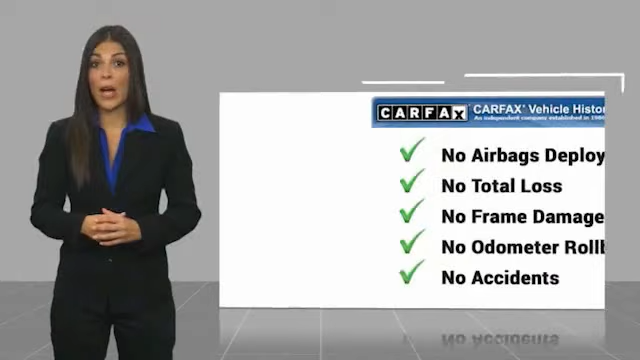 CARFAX CARFAX Vehicle Histor
An independent company established in 1986
No Airbags Deploy
No Total Loss
No Frame Damage
No Odometer Rollb
No Accidents